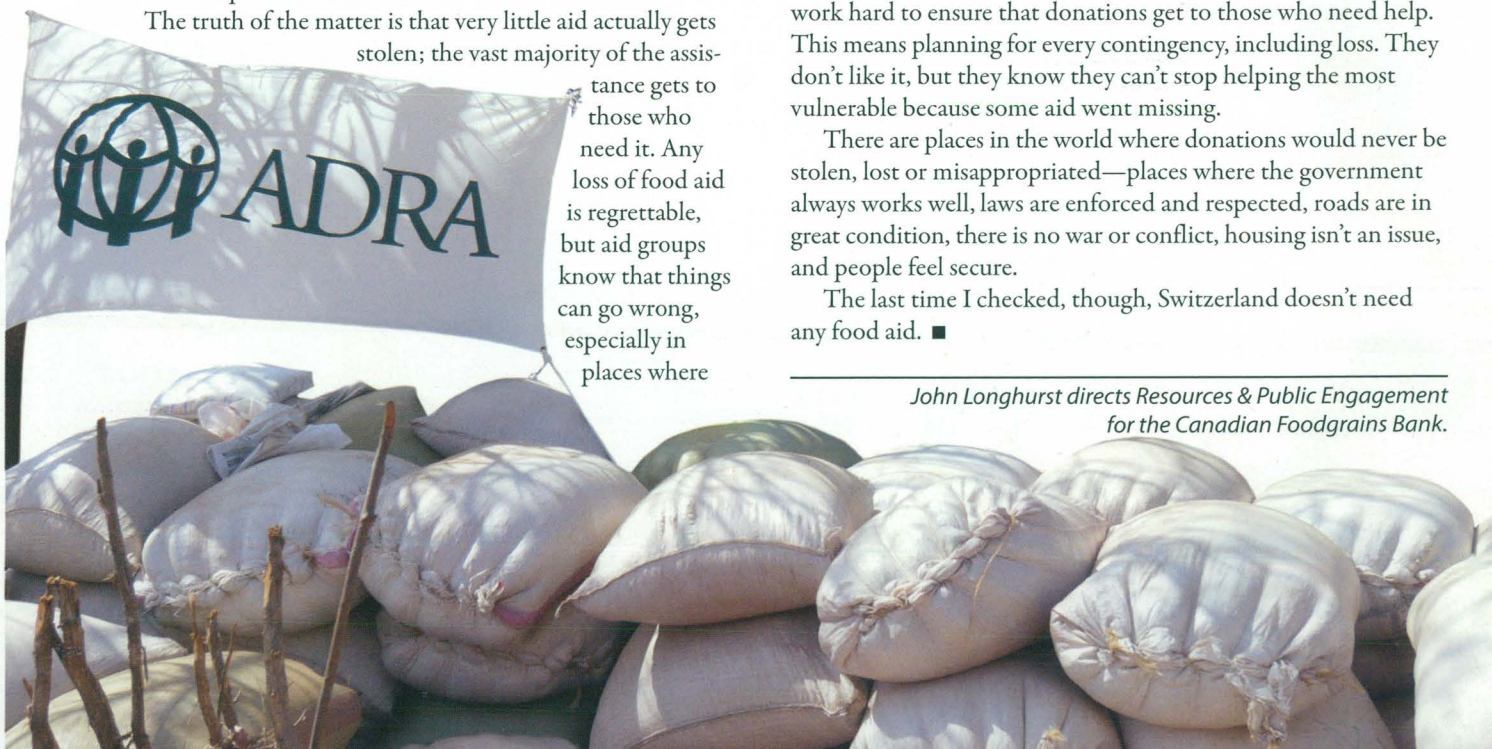 The truth of the matter is that very little aid actually gets
stolen; the vast majority of the assis-
tance gets to
those who
need it. Any
loss of food aid
is regrettable,
but aid groups
know that things
can go wrong,
especially in
places where
ADRA
work hard to ensure that donations get to those who need help.
This means planning for every contingency, including loss. They
don’t like it, but they know they can’t stop helping the most
vulnerable because some aid went missing.
There are places in the world where donations would never be
stolen, lost or misappropriated—places where the government
always works well, laws are enforced and respected, roads are in
great condition, there is no war or conflict, housing isn’t an issue,
and people feel secure.
The last time I checked, though, Switzerland doesn’t need
any food aid. ■
John Longhurst directs Resources & Public Engagement
for the Canadian Foodgrains Bank.